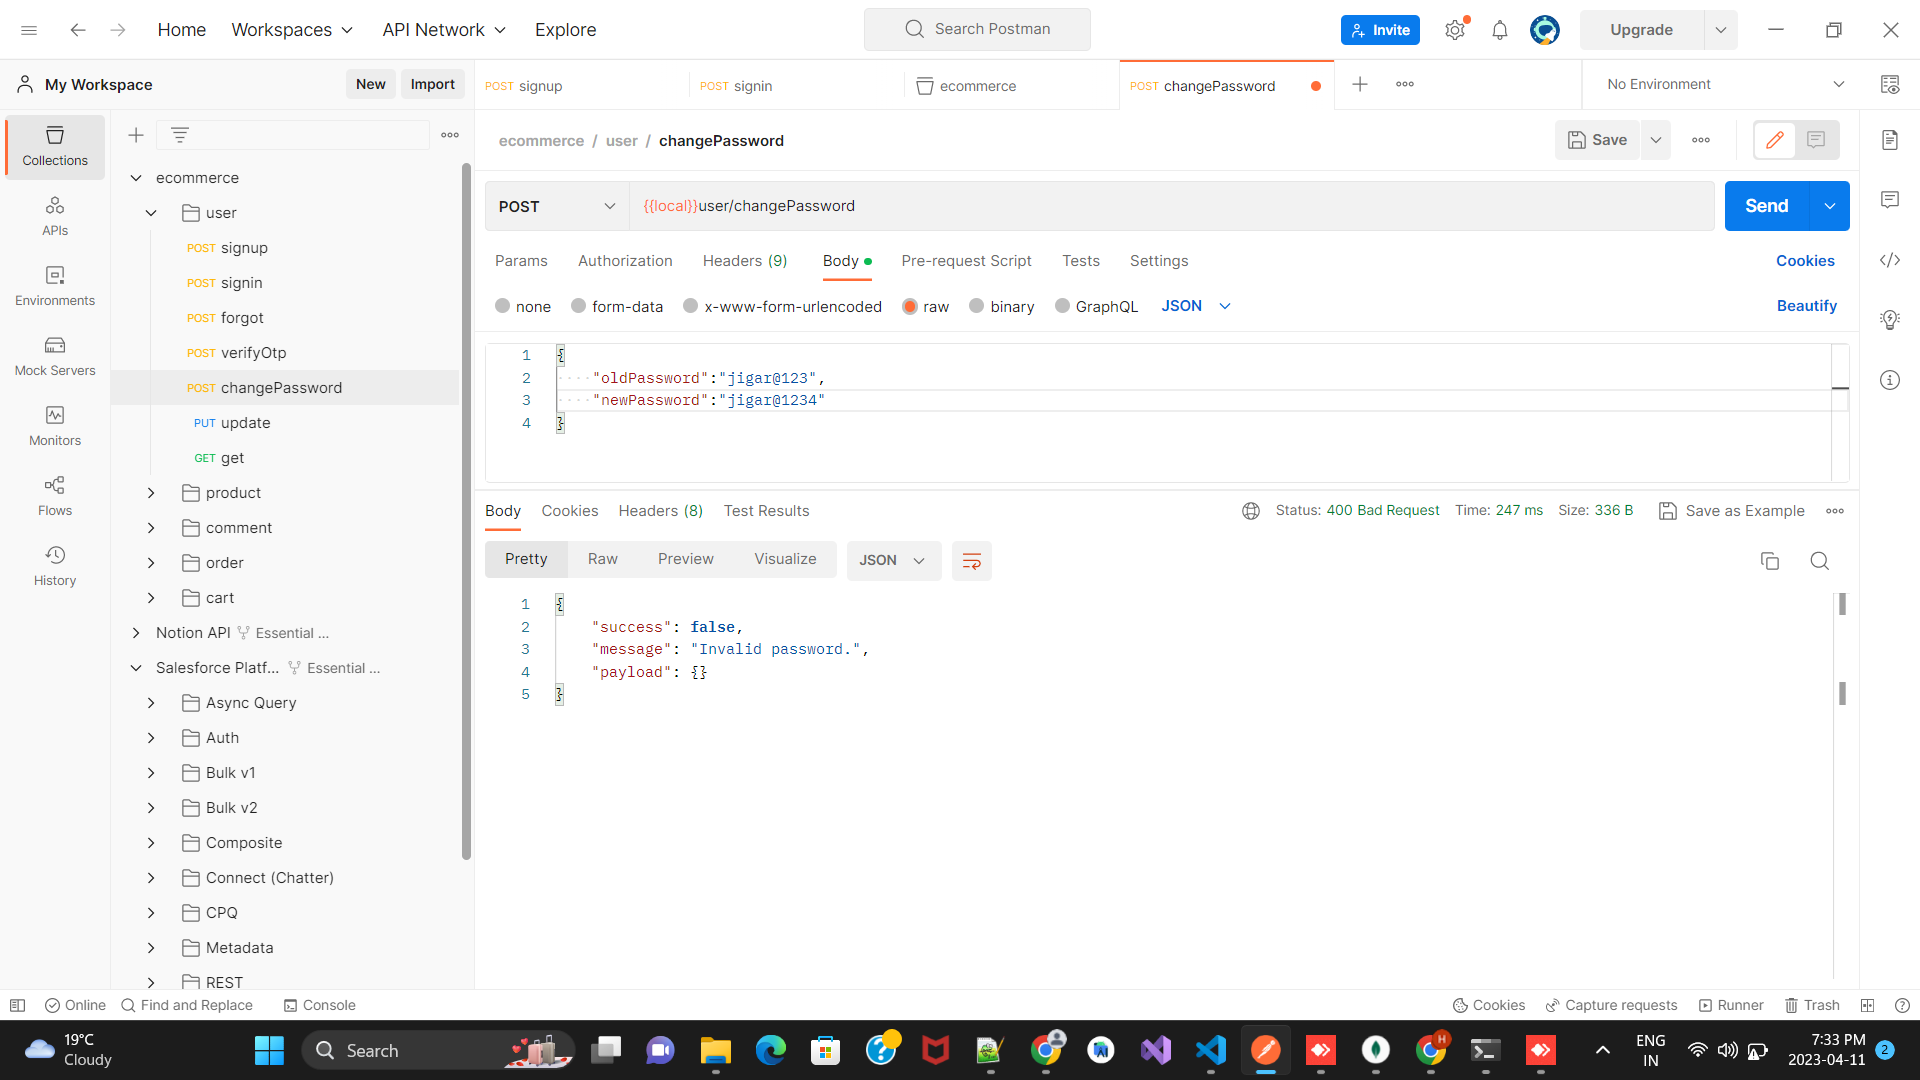 Home Workspaces API Network Explore Search Postman Invite Upgrade
My Workspace New Import POST signup POST signin ecommerce POST changePassword No Environment
Collections
APIs
Environments
Mock Servers
Monitors
Flows
History
ecommerce
user
POST signup
POST signin
POST forgot
POST verifyOtp
POST changePassword
PUT update
GET get
product
comment
order
cart
Notion API Essential ...
Salesforce Platf... Essential ...
Async Query
Auth
Bulk v1
Bulk v2
Composite
Connect (Chatter)
CPQ
Metadata
REST
ecommerce / user / changePassword Save
POST {{local}}user/changePassword Send
Params Authorization Headers (9) Body Pre-request Script Tests Settings Cookies
none form-data x-www-form-urlencoded raw binary GraphQL JSON Beautify
1 {
2 "oldPassword":"jigar@123",
3 "newPassword":"jigar@1234"
4 }
Body Cookies Headers (8) Test Results Status: 400 Bad Request Time: 247 ms Size: 336 B Save as Example
Pretty Raw Preview Visualize JSON
1 {
2 "success": false,
3 "message": "Invalid password.",
4 "payload": {}
5 }
Online Find and Replace Console Cookies Capture requests Runner Trash
19°C
Cloudy
Search
H
ENG
IN
7:33 PM
2023-04-11
2